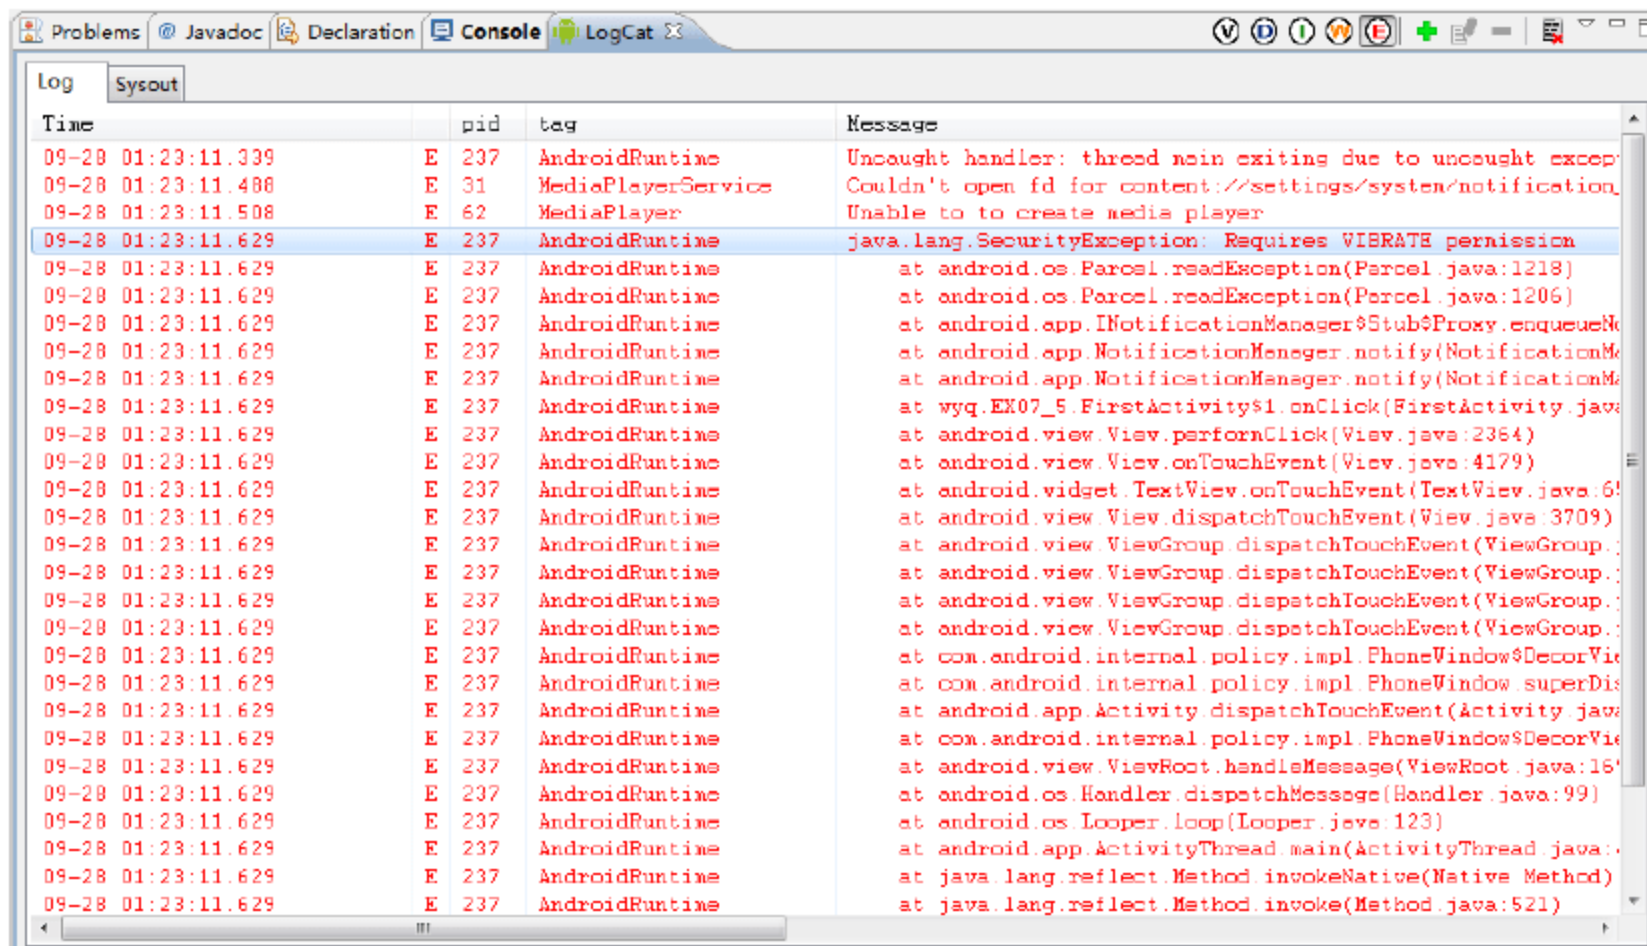 Problems @ Javadoc Declaration Console LogCat
V D I W E
Log Sysout
Time pid tag Message
09-28 01:23:11.339 E 237 AndroidRuntime Uncaught handler: thread main exiting due to uncaught excep
09-28 01:23:11.488 E 31 MediaPlayerService Couldn't open fd for content://settings/system/notification_
09-28 01:23:11.508 E 62 MediaPlayer Unable to to create media player
09-28 01:23:11.629 E 237 AndroidRuntime java.lang.SecurityException: Requires VIBRATE permission
09-28 01:23:11.629 E 237 AndroidRuntime at android.os.Parcel.readException(Parcel.java:1218)
09-28 01:23:11.629 E 237 AndroidRuntime at android.os.Parcel.readException(Parcel.java:1206)
09-28 01:23:11.629 E 237 AndroidRuntime at android.app.INotificationManager$Stub$Proxy.enqueueNo
09-28 01:23:11.629 E 237 AndroidRuntime at android.app.NotificationManager.notify(NotificationMa
09-28 01:23:11.629 E 237 AndroidRuntime at android.app.NotificationManager.notify(NotificationMa
09-28 01:23:11.629 E 237 AndroidRuntime at wyq.EX07_5.FirstActivity$1.onClick(FirstActivity.java
09-28 01:23:11.629 E 237 AndroidRuntime at android.view.View.performClick(View.java:2364)
09-28 01:23:11.629 E 237 AndroidRuntime at android.view.View.onTouchEvent(View.java:4179)
09-28 01:23:11.629 E 237 AndroidRuntime at android.widget.TextView.onTouchEvent(TextView.java:65
09-28 01:23:11.629 E 237 AndroidRuntime at android.view.View.dispatchTouchEvent(View.java:3709)
09-28 01:23:11.629 E 237 AndroidRuntime at android.view.ViewGroup.dispatchTouchEvent(ViewGroup.j
09-28 01:23:11.629 E 237 AndroidRuntime at android.view.ViewGroup.dispatchTouchEvent(ViewGroup.j
09-28 01:23:11.629 E 237 AndroidRuntime at android.view.ViewGroup.dispatchTouchEvent(ViewGroup.j
09-28 01:23:11.629 E 237 AndroidRuntime at android.view.ViewGroup.dispatchTouchEvent(ViewGroup.j
09-28 01:23:11.629 E 237 AndroidRuntime at com.android.internal.policy.impl.PhoneWindow$DecorVie
09-28 01:23:11.629 E 237 AndroidRuntime at com.android.internal.policy.impl.PhoneWindow.superDis
09-28 01:23:11.629 E 237 AndroidRuntime at android.app.Activity.dispatchTouchEvent(Activity.java
09-28 01:23:11.629 E 237 AndroidRuntime at com.android.internal.policy.impl.PhoneWindow$DecorVie
09-28 01:23:11.629 E 237 AndroidRuntime at android.view.ViewRoot.handleMessage(ViewRoot.java:16
09-28 01:23:11.629 E 237 AndroidRuntime at android.os.Handler.dispatchMessage(Handler.java:99)
09-28 01:23:11.629 E 237 AndroidRuntime at android.os.Looper.loop(Looper.java:123)
09-28 01:23:11.629 E 237 AndroidRuntime at android.app.ActivityThread.main(ActivityThread.java:
09-28 01:23:11.629 E 237 AndroidRuntime at java.lang.reflect.Method.invokeNative(Native Method)
09-28 01:23:11.629 E 237 AndroidRuntime at java.lang.reflect.Method.invoke(Method.java:521)